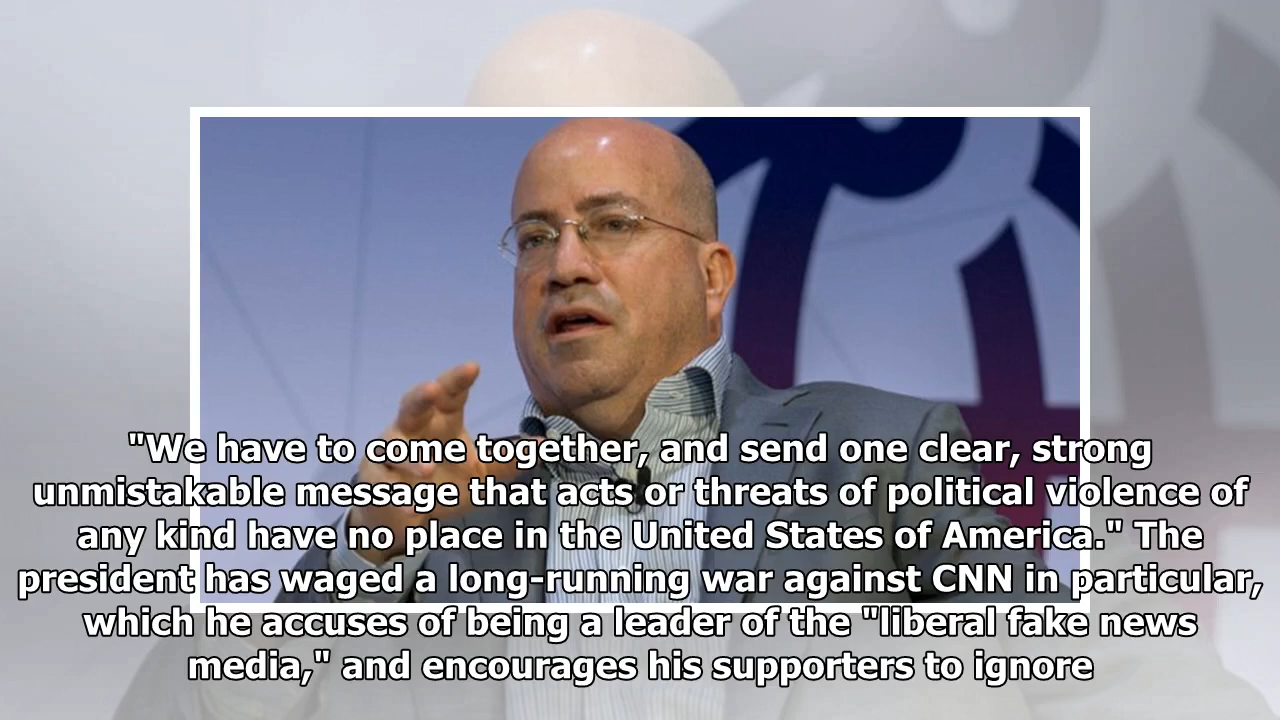 "We have to come together, and send one clear, strong
unmistakable message that acts or threats of political violence of
any kind have no place in the United States of America." The
president has waged a long-running war against CNN in particular,
which he accuses of being a leader of the "liberal fake news
media," and encourages his supporters to ignore